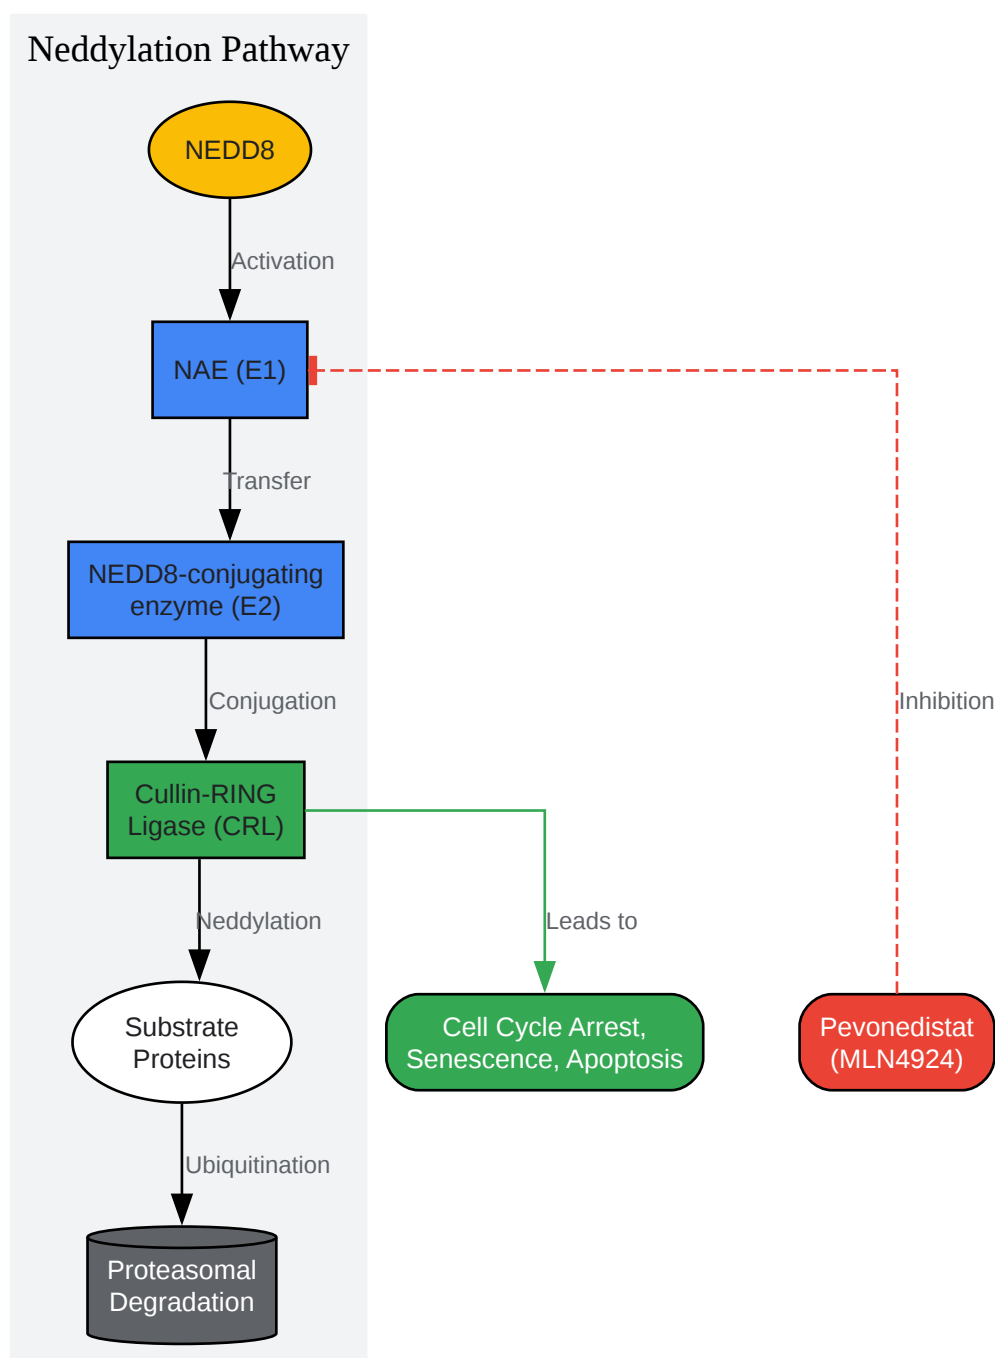 Neddylation Pathway
NEDD8
Activation
NAE (E1)
Transfer
NEDD8-conjugating
enzyme (E2)
Conjugation
Inhibition
Cullin-RING
Ligase (CRL)
Neddylation
Leads to
Substrate
Proteins
Cell Cycle Arrest,
Senescence, Apoptosis
Pevonedistat
(MLN4924)
Ubiquitination
Proteasomal
Degradation